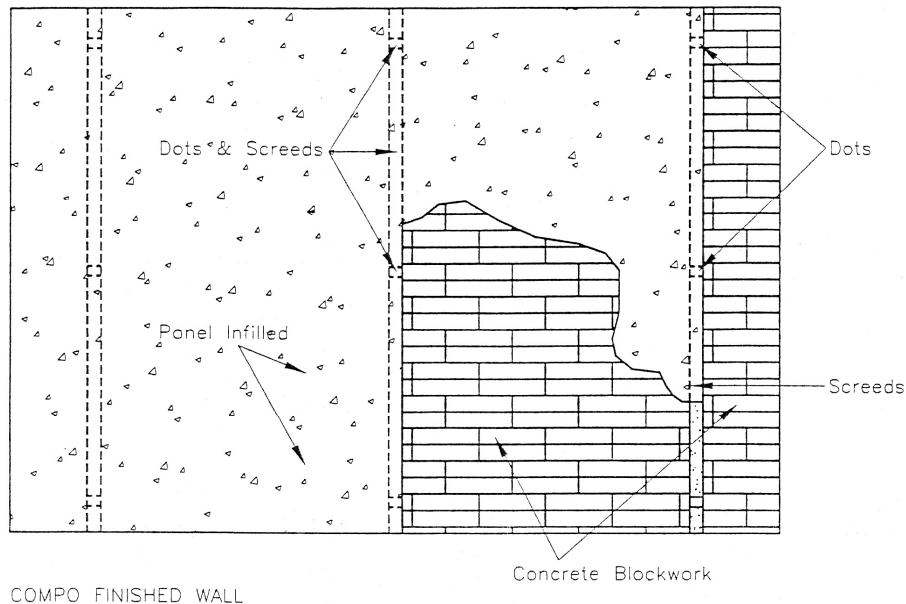 Dots & Screeds
Dots
Panel Infilled
Screeds
Concrete Blockwork
COMPO FINISHED WALL